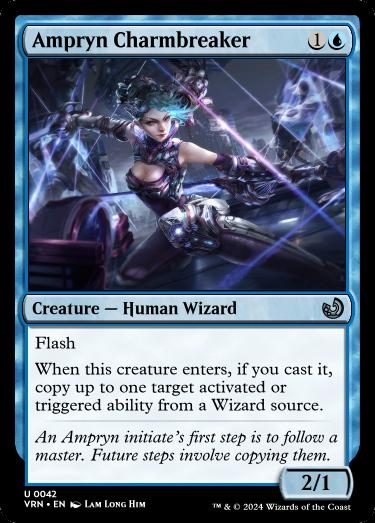 Ampryn Charmbreaker 1
Creature — Human Wizard
Flash
When this creature enters, if you cast it,
copy up to one target activated or
triggered ability from a Wizard source.
An Ampryn initiate's first step is to follow a
master. Future steps involve copying them.
2/1
U 0042
VRN • EN Lam Long Him
™ & © 2024 Wizards of the Coast